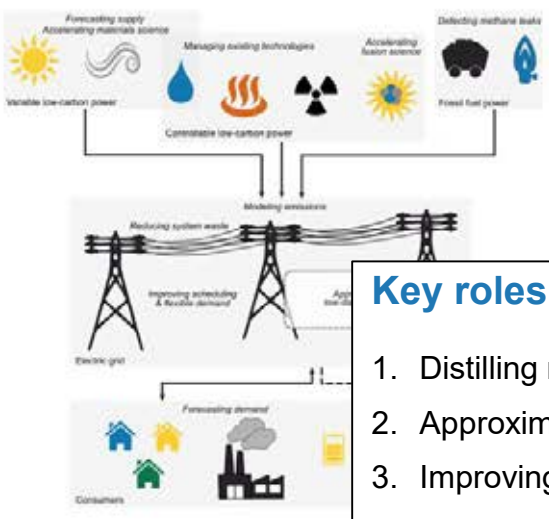 Forecasting supply
Accelerating materials science
Managing existing technologies
Accelerating
fusion science
Detecting methane leaks
Variable low-carbon power
Controllable low-carbon power
Fossil fuel power
Modeling emissions
Reducing system waste
Improving scheduling
& flexible demand
Electric grid
Forecasting demand
Consumers
Key roles
1. Distilling
2. Approxim
3. Improving